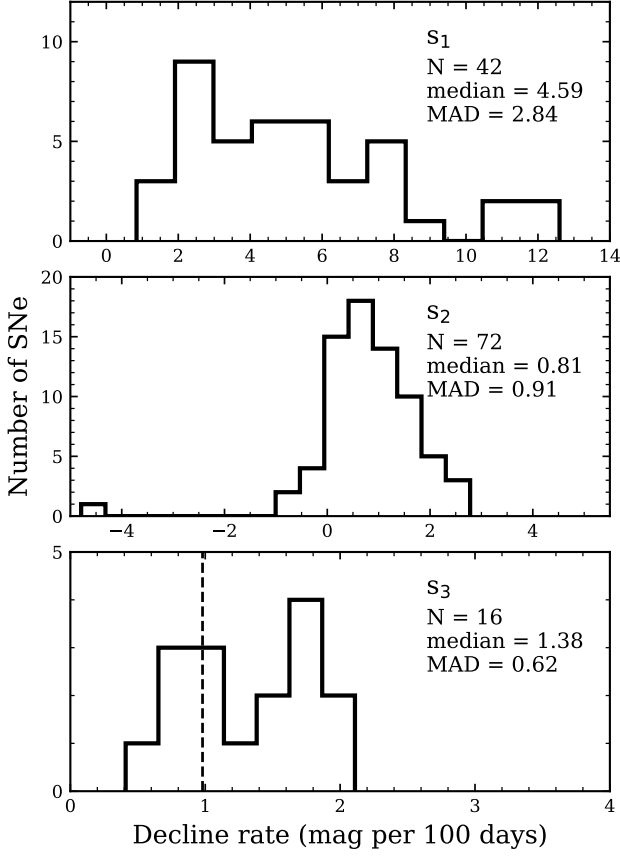 s1
N = 42
median = 4.59
MAD = 2.84
10
5
0
0 2 4 6 8 10 12 14
s2
N = 72
median = 0.81
MAD = 0.91
20
15
10
5
0
−4 −2 0 2 4
Number of SNe
s3
N = 16
median = 1.38
MAD = 0.62
5
0
0 1 2 3 4
Decline rate (mag per 100 days)